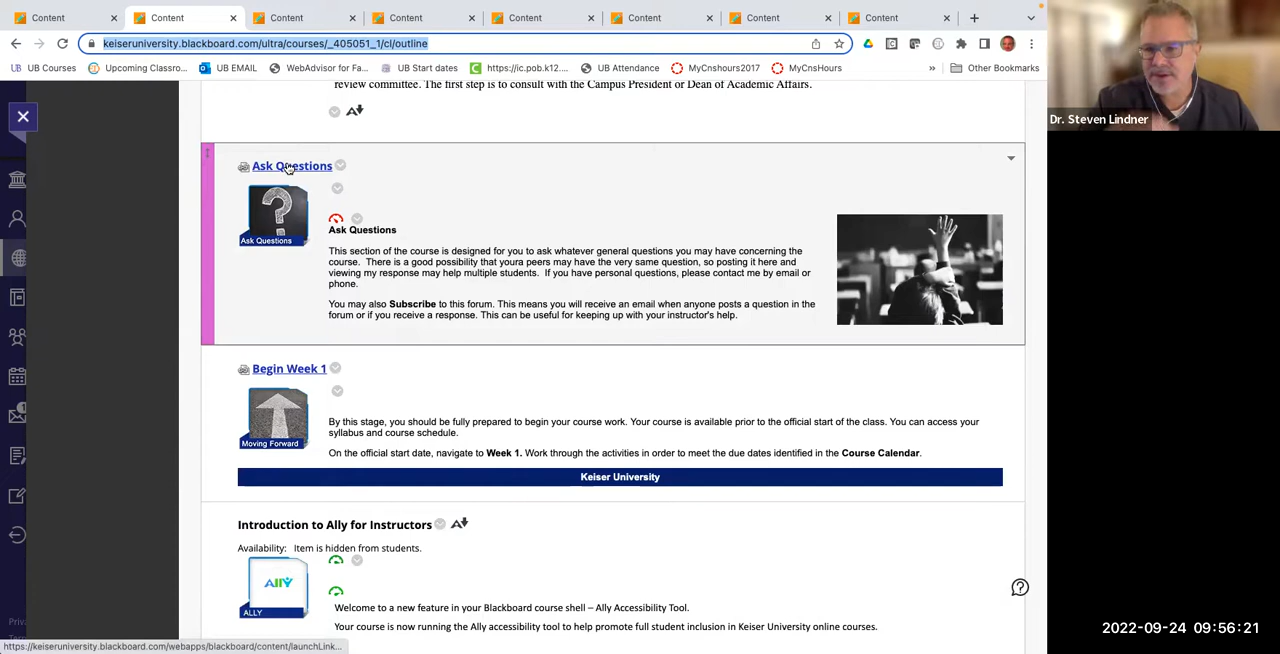 Content
Content
Content
Content
Content
Content
Content
Content
keiseruniversity.blackboard.com/ultra/courses/_405051_1/cl/outline
UB Courses
Upcoming Classro...
UB EMAIL
WebAdvisor for Fa...
UB Start dates
https://ic.pob.k12....
UB Attendance
MyCnshours2017
MyCnsHours
»
Other Bookmarks
review committee. The first step is to consult with the Campus President or Dean of Academic Affairs.
Dr. Steven Lindner
Ask Questions
Ask Questions
Ask Questions
This section of the course is designed for you to ask whatever general questions you may have concerning the
course. There is a good possibility that youra peers may have the very same question, so posting it here and
viewing my response may help multiple students. If you have personal questions, please contact me by email or
phone.
You may also Subscribe to this forum. This means you will receive an email when anyone posts a question in the
forum or if you receive a response. This can be useful for keeping up with your instructor's help.
Begin Week 1
Moving Forward
By this stage, you should be fully prepared to begin your course work. Your course is available prior to the official start of the class. You can access your
syllabus and course schedule.
On the official start date, navigate to Week 1. Work through the activities in order to meet the due dates identified in the Course Calendar.
Keiser University
Introduction to Ally for Instructors
Availability: Item is hidden from students.
Ally
ALLY
Welcome to a new feature in your Blackboard course shell – Ally Accessibility Tool.
Your course is now running the Ally accessibility tool to help promote full student inclusion in Keiser University online courses.
Priva
https://keiseruniversity.blackboard.com/webapps/blackboard/content/launchLink...
2022-09-24 09:56:21